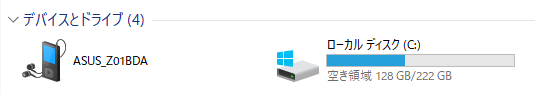 デバイスとドライブ (4)
ASUS_Z01BDA
ローカル ディスク (C:)
空き領域 128 GB/222 GB